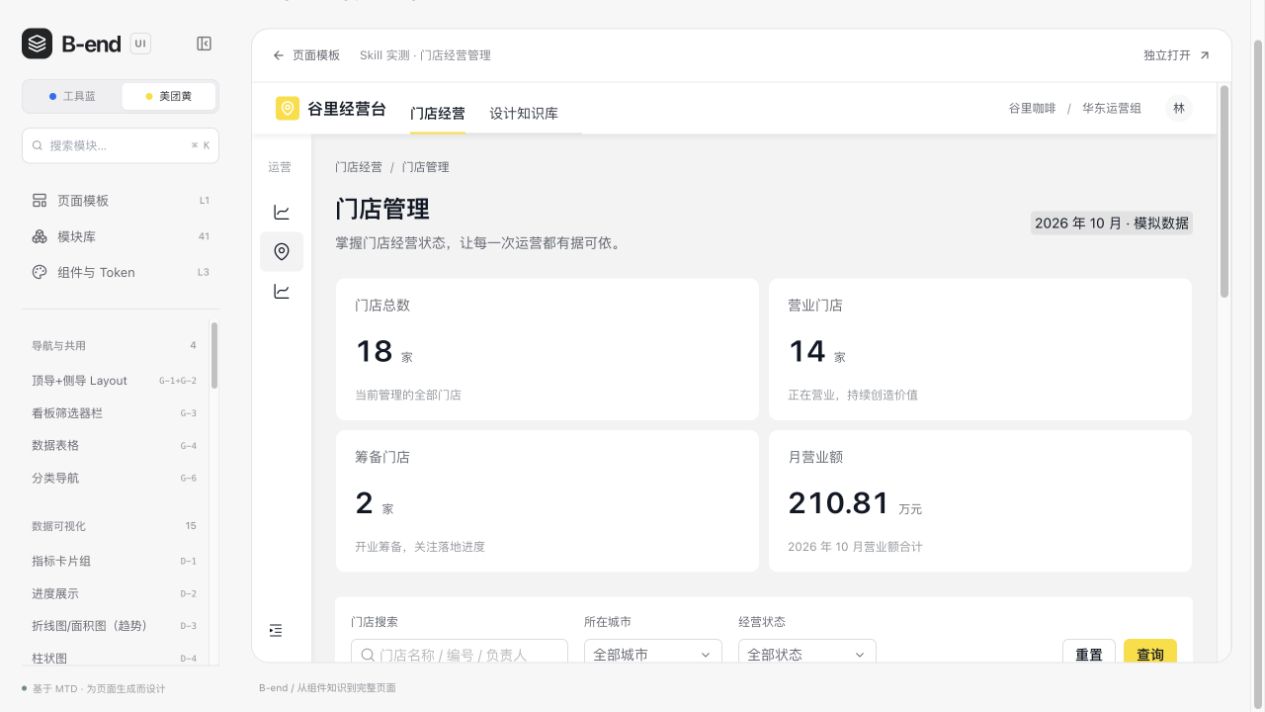 B-end UI
工具蓝 美团黄
搜索模块... ⌘ K
页面模板 L1
模块库 41
组件与 Token L3
导航与共用 4
顶导+侧导 Layout G-1+G-2
看板筛选器栏 G-3
数据表格 G-4
分类导航 G-6
数据可视化 15
指标卡片组 D-1
进度展示 D-2
折线图/面积图（趋势） D-3
柱状图 D-4
基于 MTD · 为页面生成而设计
← 页面模板 Skill 实测 · 门店经营管理 独立打开 ↗
谷里经营台 门店经营 设计知识库 谷里咖啡 / 华东运营组 林
运营
门店经营 / 门店管理
门店管理
掌握门店经营状态，让每一次运营都有据可依。
2026 年 10 月 · 模拟数据
门店总数
18 家
当前管理的全部门店
营业门店
14 家
正在营业，持续创造价值
筹备门店
2 家
开业筹备，关注落地进度
月营业额
210.81 万元
2026 年 10 月营业额合计
门店搜索 所在城市 经营状态
门店名称 / 编号 / 负责人 全部城市 全部状态 重置 查询
B-end / 从组件知识到完整页面